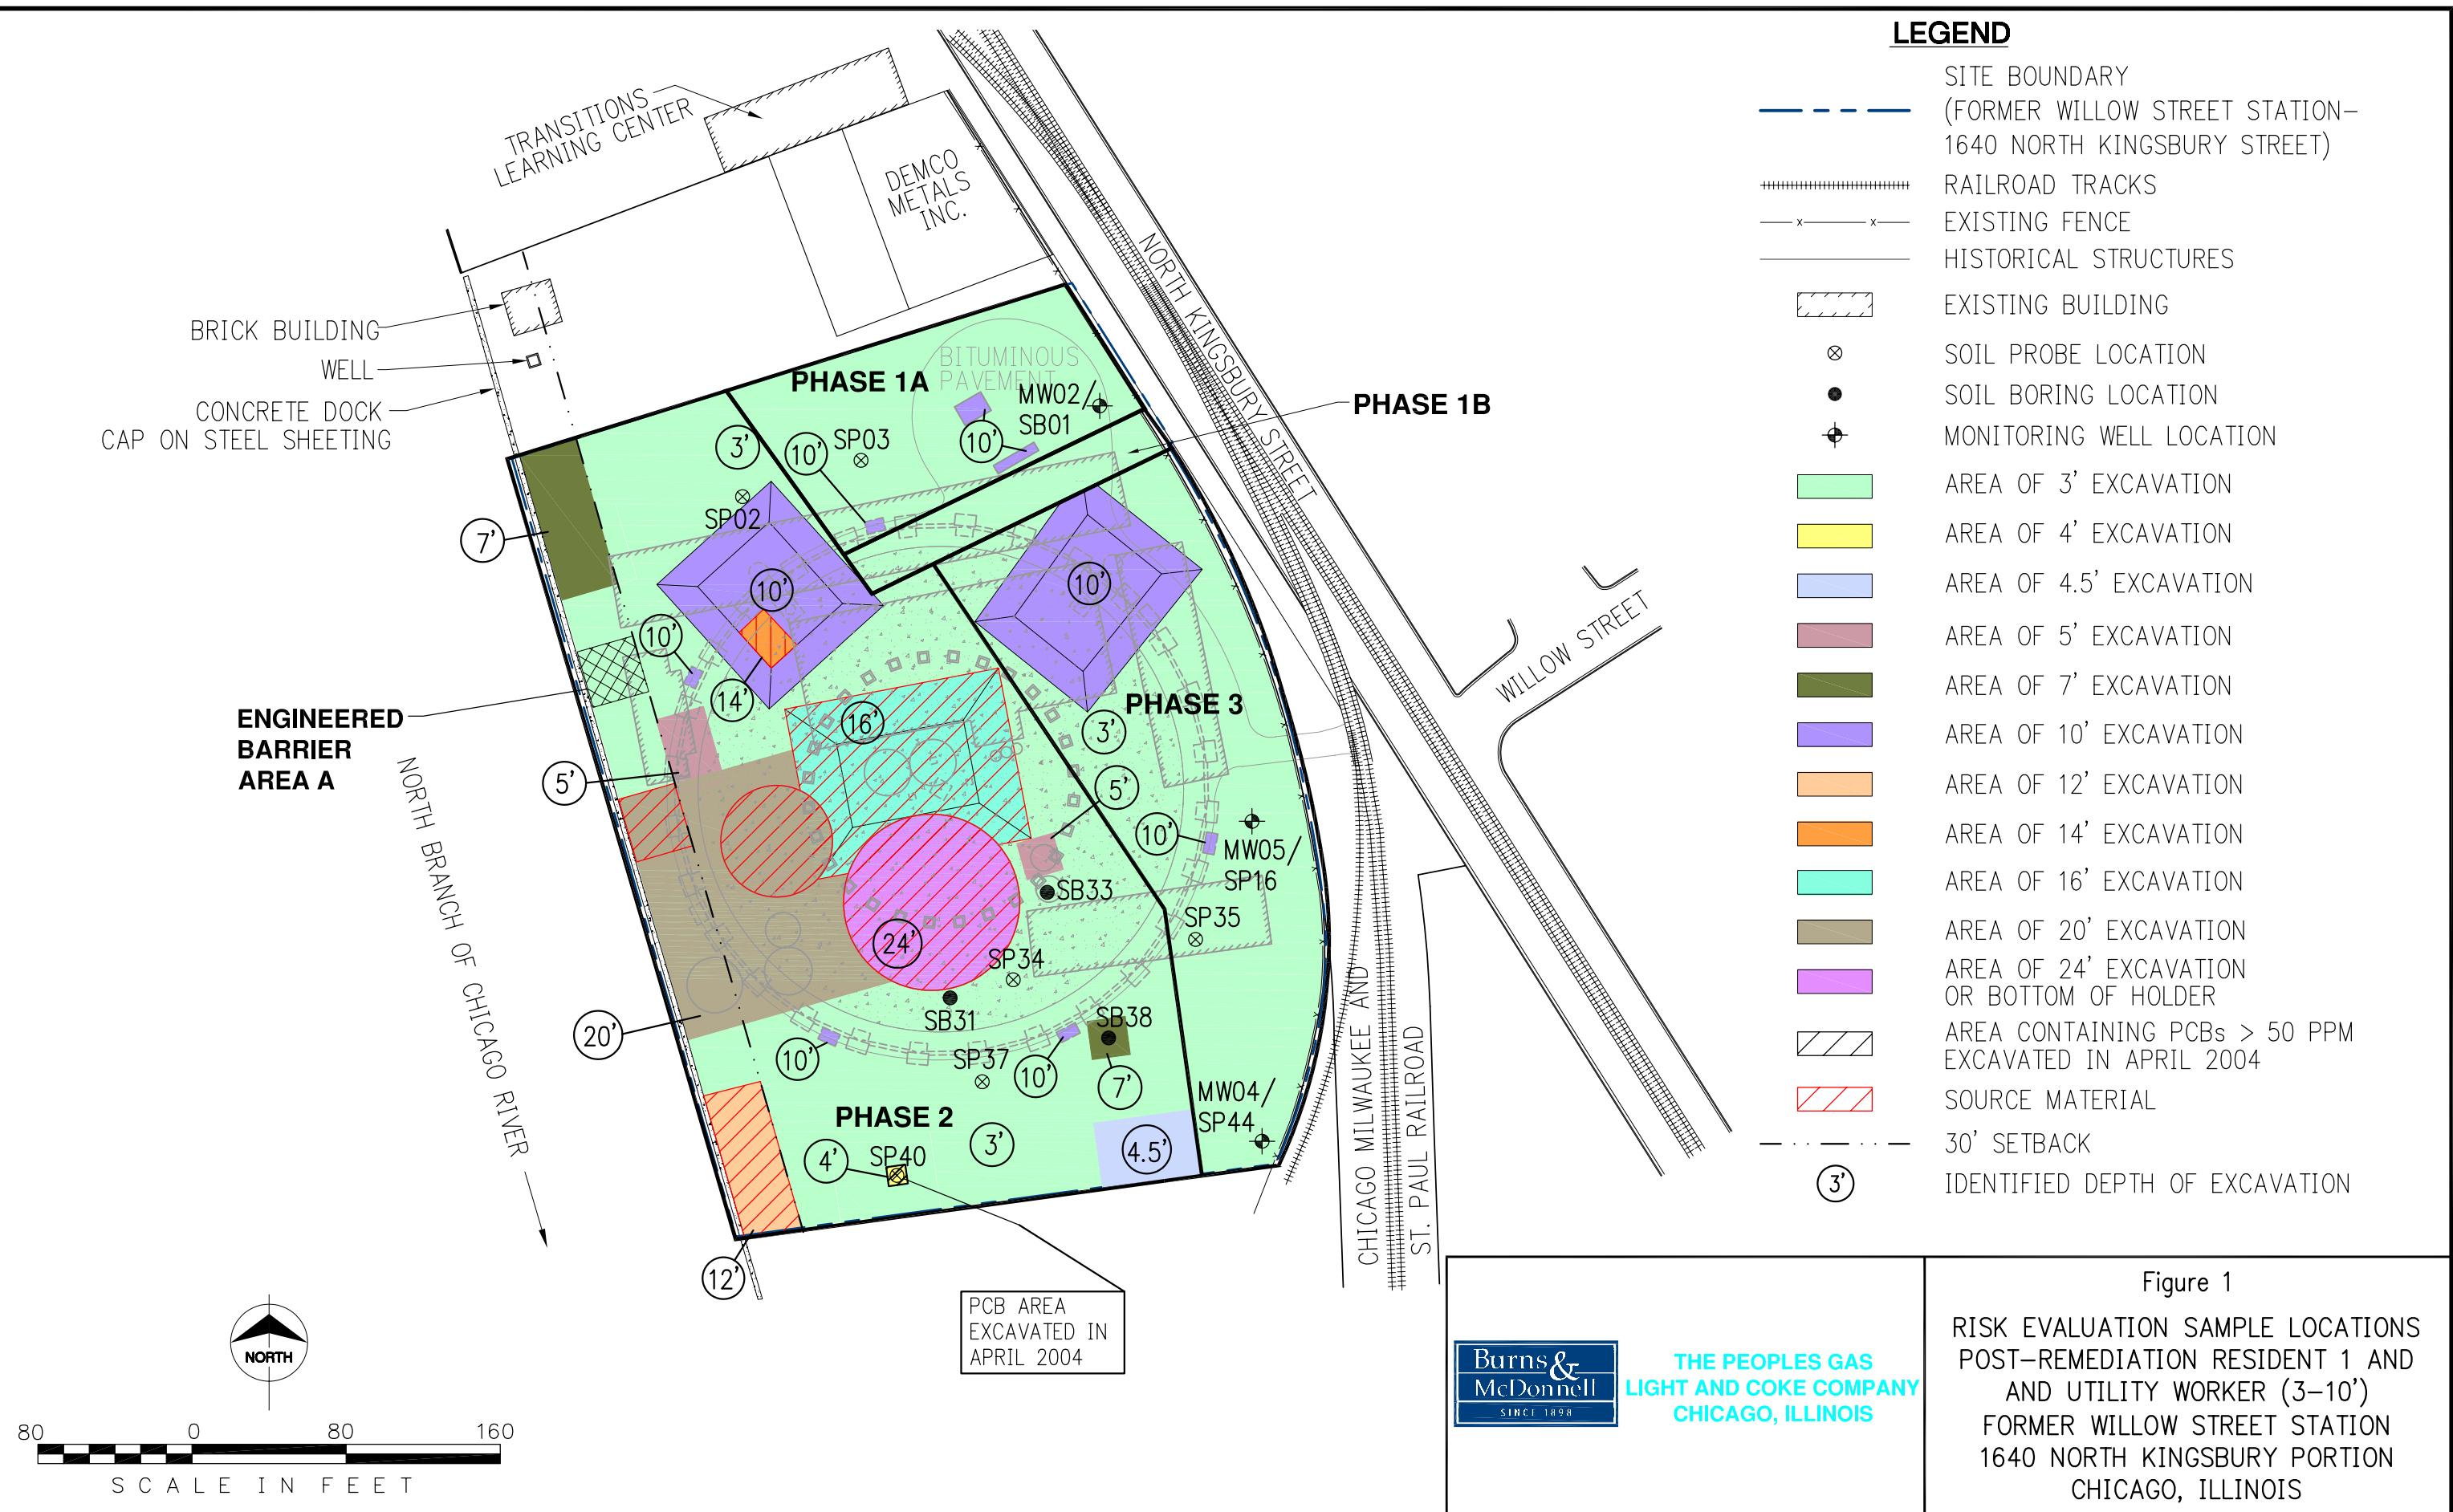 LEGEND
SITE BOUNDARY
(FORMER WILLOW STREET STATION–
1640 NORTH KINGSBURY STREET)
RAILROAD TRACKS
x x
EXISTING FENCE
HISTORICAL STRUCTURES
EXISTING BUILDING
SOIL PROBE LOCATION
SOIL BORING LOCATION
MONITORING WELL LOCATION
AREA OF 3' EXCAVATION
AREA OF 4' EXCAVATION
AREA OF 4.5' EXCAVATION
AREA OF 5' EXCAVATION
AREA OF 7' EXCAVATION
AREA OF 10' EXCAVATION
AREA OF 12' EXCAVATION
AREA OF 14' EXCAVATION
AREA OF 16' EXCAVATION
AREA OF 20' EXCAVATION
AREA OF 24' EXCAVATION
OR BOTTOM OF HOLDER
AREA CONTAINING PCBs > 50 PPM
EXCAVATED IN APRIL 2004
SOURCE MATERIAL
30' SETBACK
3'
IDENTIFIED DEPTH OF EXCAVATION
TRANSITIONS
LEARNING CENTER
DEMCO
METALS
INC.
NORTH KINGSBURY STREET
BRICK BUILDING
WELL
CONCRETE DOCK
CAP ON STEEL SHEETING
BITUMINOUS
PAVEMENT
PHASE 1A
MW02/
SB01
PHASE 1B
3'
10'
SP03
10'
SP02
7'
10'
10'
10'
14'
WILLOW STREET
ENGINEERED
BARRIER
AREA A
16'
PHASE 3
3'
5'
5'
10'
MW05/
SP16
NORTH BRANCH OF CHICAGO RIVER
SB33
SP35
24'
SP34
SB31
20'
10'
SB38
SP37
10'
7'
MW04/
SP44
PHASE 2
3'
4'
SP40
4.5'
12'
CHICAGO MILWAUKEE AND
ST. PAUL RAILROAD
PCB AREA
EXCAVATED IN
APRIL 2004
NORTH
80 0 80 160
SCALE IN FEET
Burns &
McDonnell
SINCE 1898
THE PEOPLES GAS
LIGHT AND COKE COMPANY
CHICAGO, ILLINOIS
Figure 1
RISK EVALUATION SAMPLE LOCATIONS
POST–REMEDIATION RESIDENT 1 AND
AND UTILITY WORKER (3–10')
FORMER WILLOW STREET STATION
1640 NORTH KINGSBURY PORTION
CHICAGO, ILLINOIS